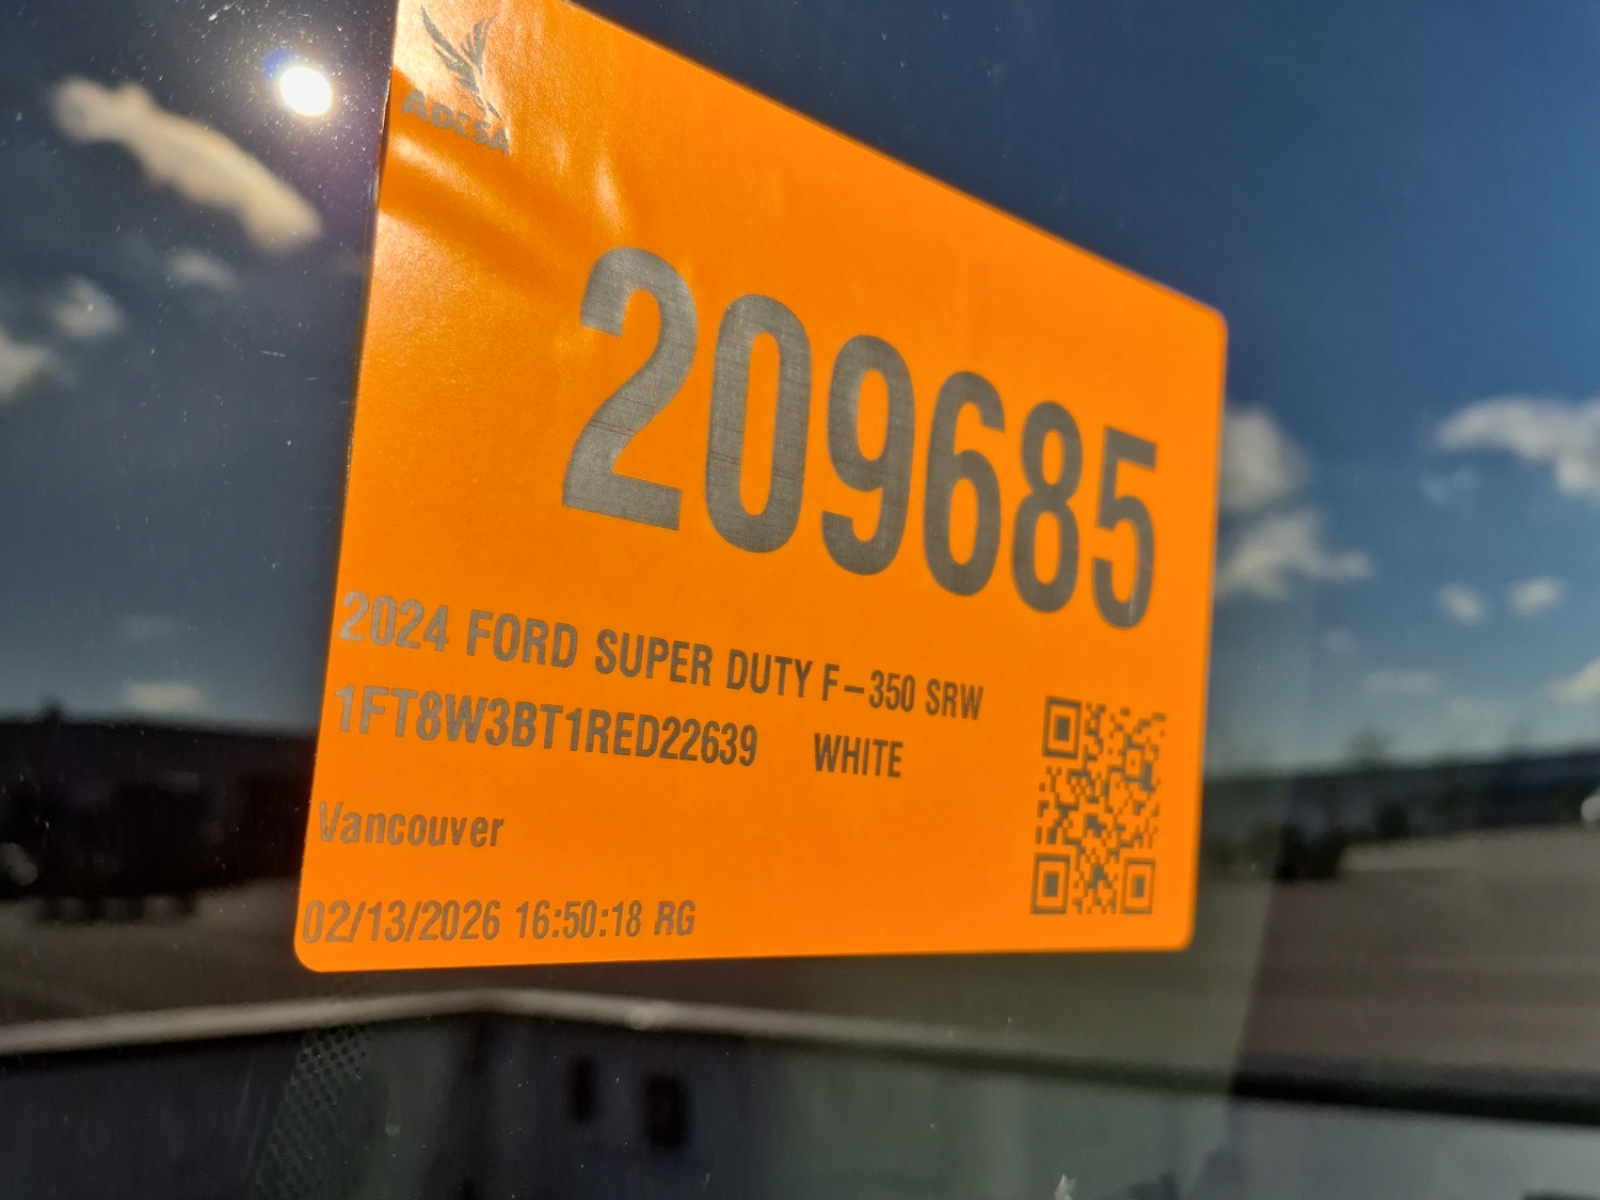 ADESA
209685
2024 FORD SUPER DUTY F-350 SRW
1FT8W3BT1RED22639 WHITE
Vancouver
02/13/2026 16:50:18 RG